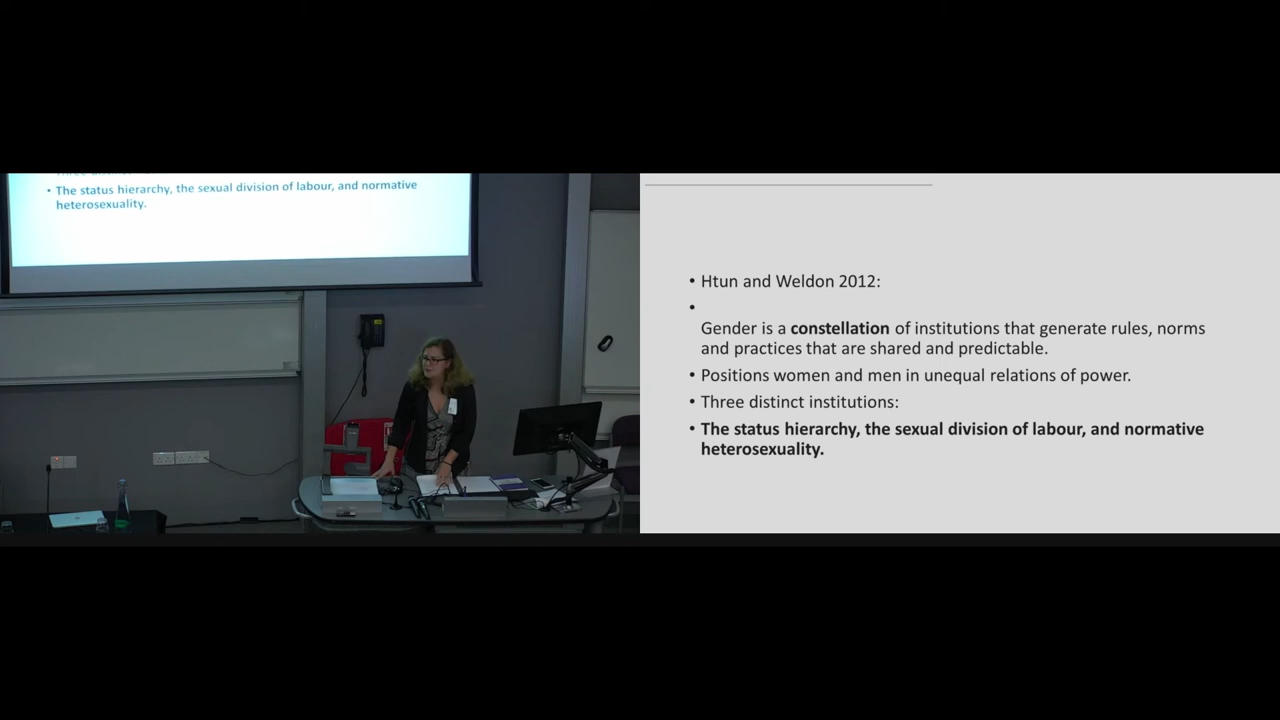 • The status hierarchy, the sexual division of labour, and normative
heterosexuality.
• Htun and Weldon 2012:
•
Gender is a constellation of institutions that generate rules, norms
and practices that are shared and predictable.
• Positions women and men in unequal relations of power.
• Three distinct institutions:
• The status hierarchy, the sexual division of labour, and normative
heterosexuality.